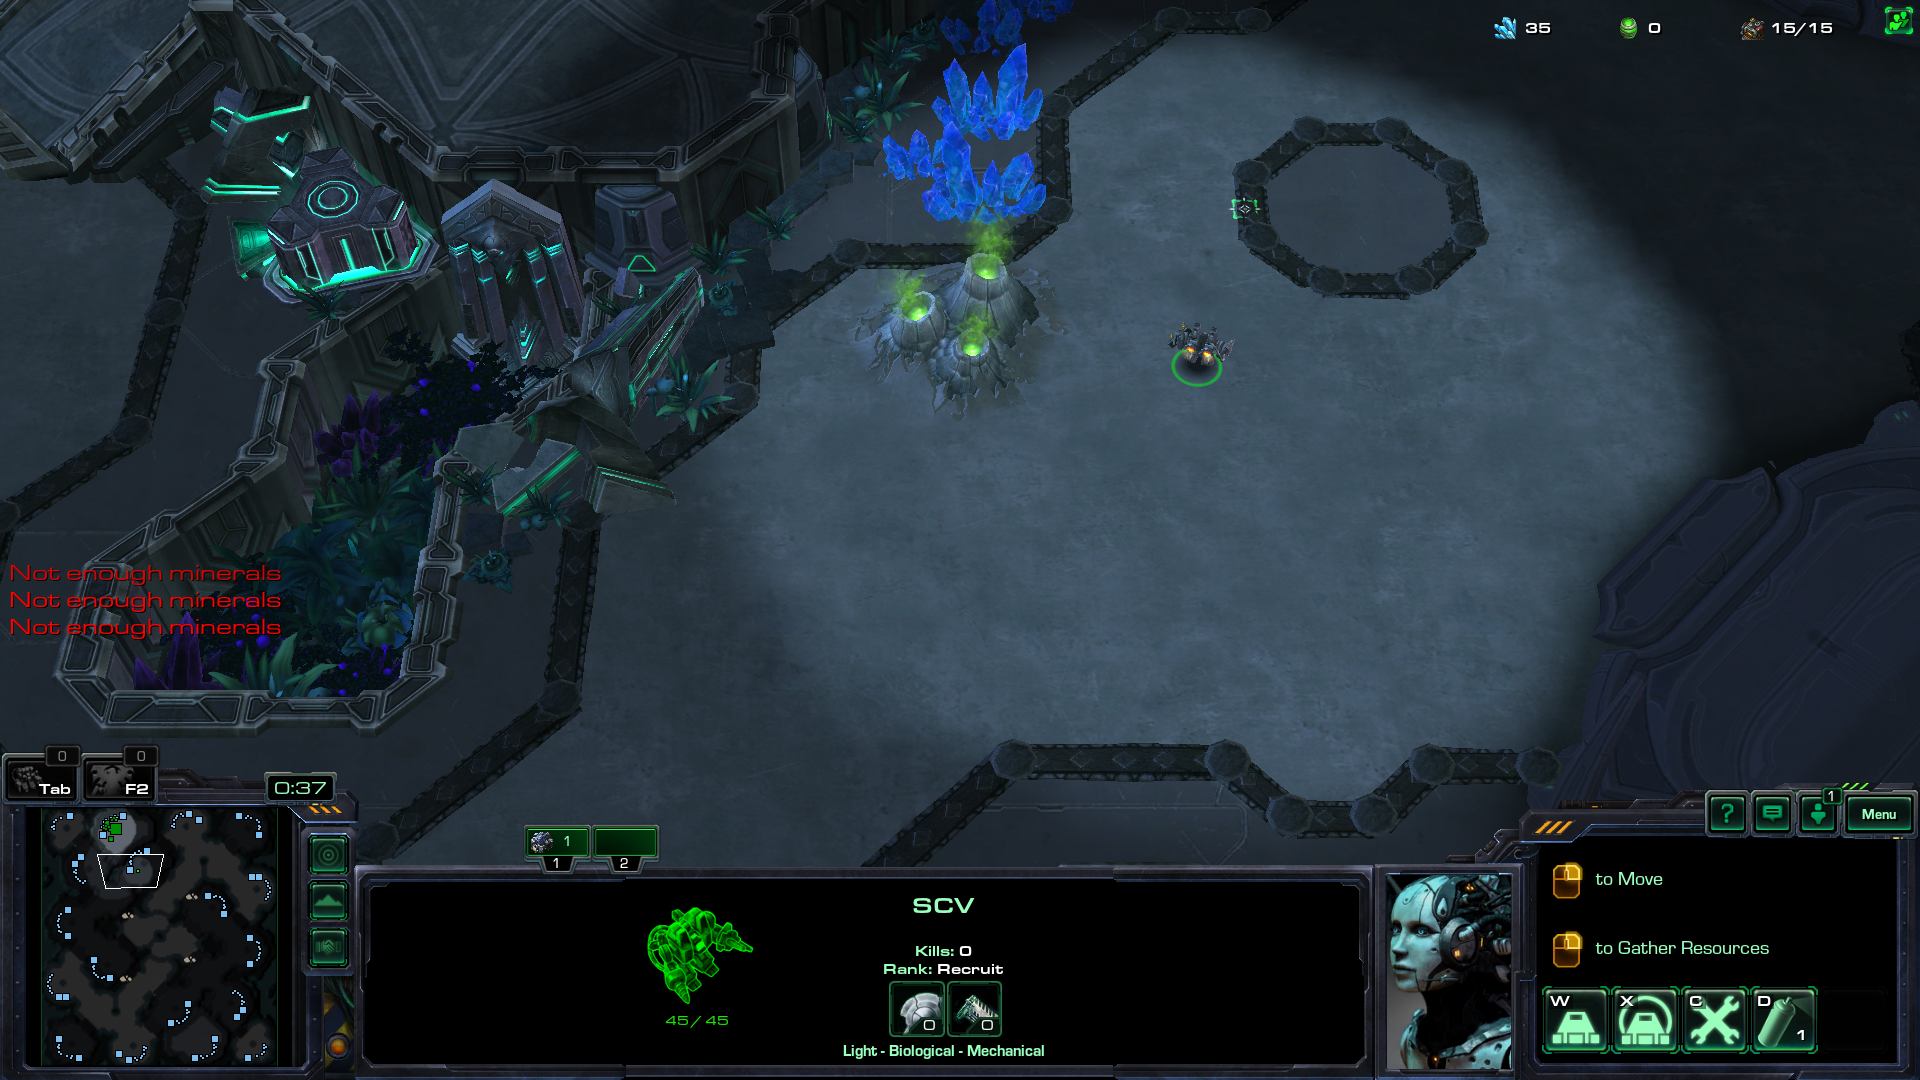 35
0
15/15
Not enough minerals
Not enough minerals
Not enough minerals
0
0
Tab
F2
0:37
1
1
2
SCV
Kills: 0
Rank: Recruit
0
0
45/45
Light - Biological - Mechanical
?
1
Menu
to Move
to Gather Resources
W
X
C
D
1